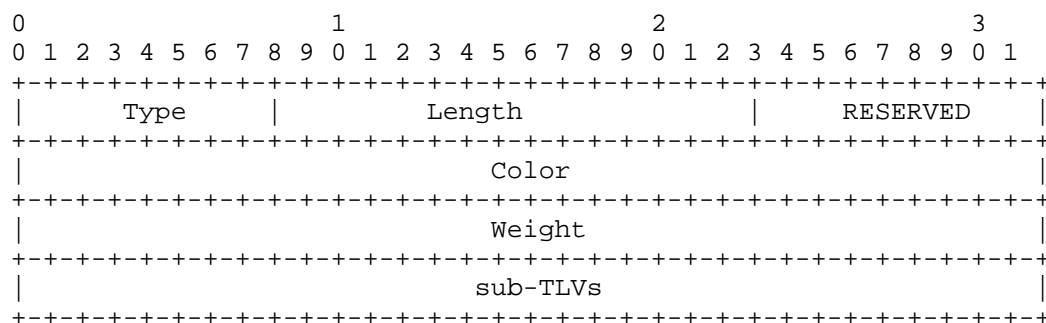 0                   1                   2                   3
0 1 2 3 4 5 6 7 8 9 0 1 2 3 4 5 6 7 8 9 0 1 2 3 4 5 6 7 8 9 0 1
+-+-+-+-+-+-+-+-+-+-+-+-+-+-+-+-+-+-+-+-+-+-+-+-+-+-+-+-+-+-+-+-+
|      Type     |         Length              |    RESERVED     |
+-+-+-+-+-+-+-+-+-+-+-+-+-+-+-+-+-+-+-+-+-+-+-+-+-+-+-+-+-+-+-+-+
|                             Color                             |
+-+-+-+-+-+-+-+-+-+-+-+-+-+-+-+-+-+-+-+-+-+-+-+-+-+-+-+-+-+-+-+-+
|                             Weight                            |
+-+-+-+-+-+-+-+-+-+-+-+-+-+-+-+-+-+-+-+-+-+-+-+-+-+-+-+-+-+-+-+-+
|                            sub-TLVs                           |
+-+-+-+-+-+-+-+-+-+-+-+-+-+-+-+-+-+-+-+-+-+-+-+-+-+-+-+-+-+-+-+-+